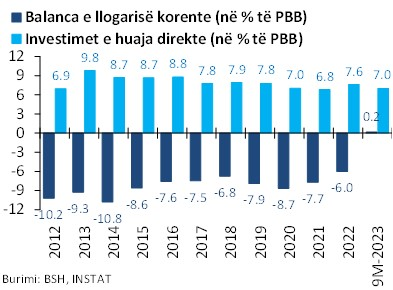 Balanca e llogarisë korente (në % të PBB)
Investimet e huaja direkte (në % të PBB)
12
9
6
3
0
-3
-6
-9
-12
6.9 9.8 8.7 8.7 8.8 7.8 7.9 7.8 7.0 6.8 7.6 7.0
0.2
-10.2 -9.3 -10.8 -8.6 -7.6 -7.5 -6.8 -7.9 -8.7 -7.7 -6.0
2012 2013 2014 2015 2016 2017 2018 2019 2020 2021 2022 9M-2023
Burimi: BSH, INSTAT